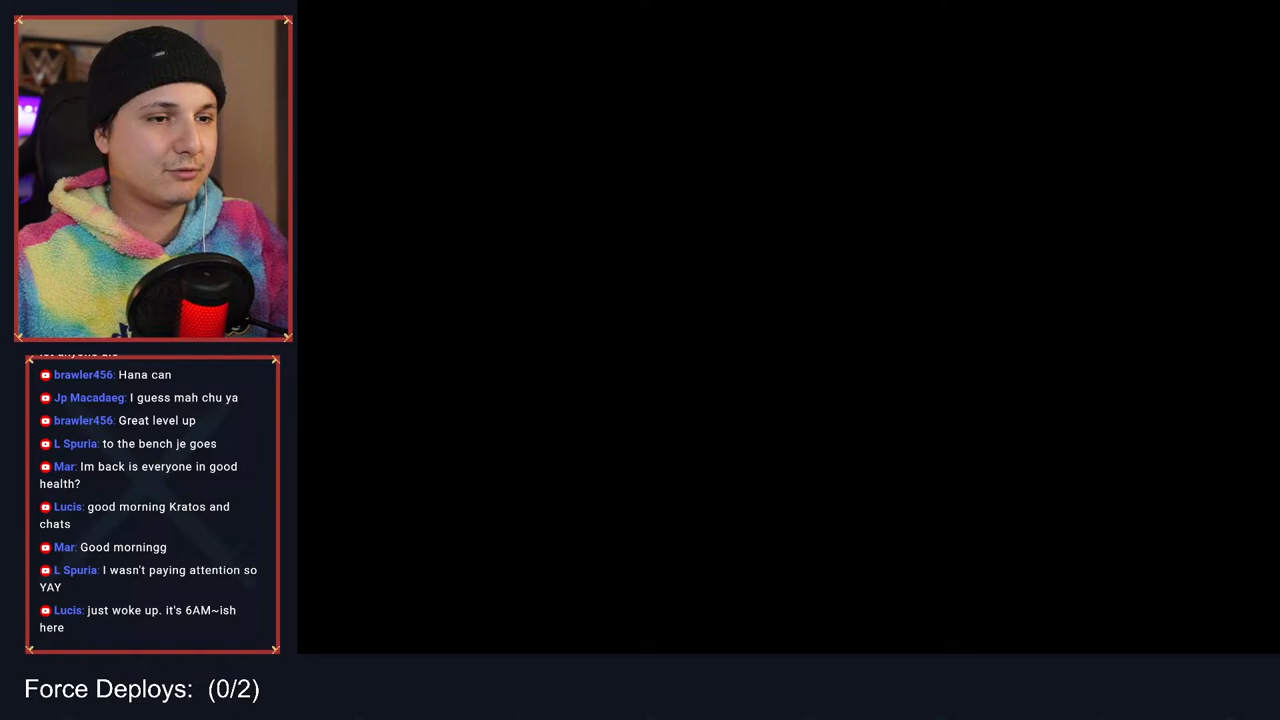 brawler456: Hana can
Jp Macadaeg: I guess mah chu ya
brawler456: Great level up
L Spuria: to the bench je goes
Mar: Im back is everyone in good
health?
Lucis: good morning Kratos and
chats
Mar: Good morningg
L Spuria: I wasn't paying attention so
YAY
Lucis: just woke up. it's 6AM~ish
here
Force Deploys: (0/2)